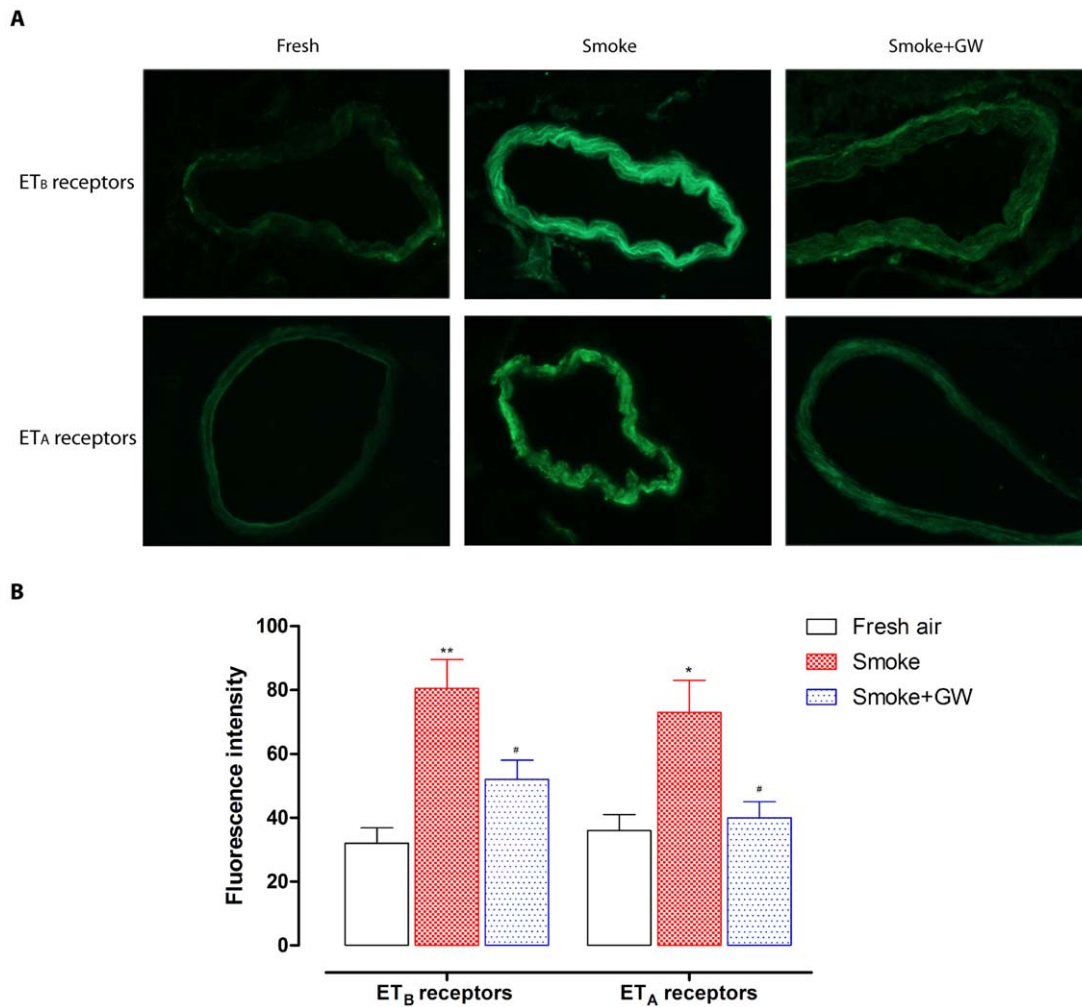 A
Fresh Smoke Smoke+GW
ETB receptors
ETA receptors
B
Fluorescence intensity
100
80
60
40
20
0
**
#
*
#
Fresh air
Smoke
Smoke+GW
ETB receptors ETA receptors